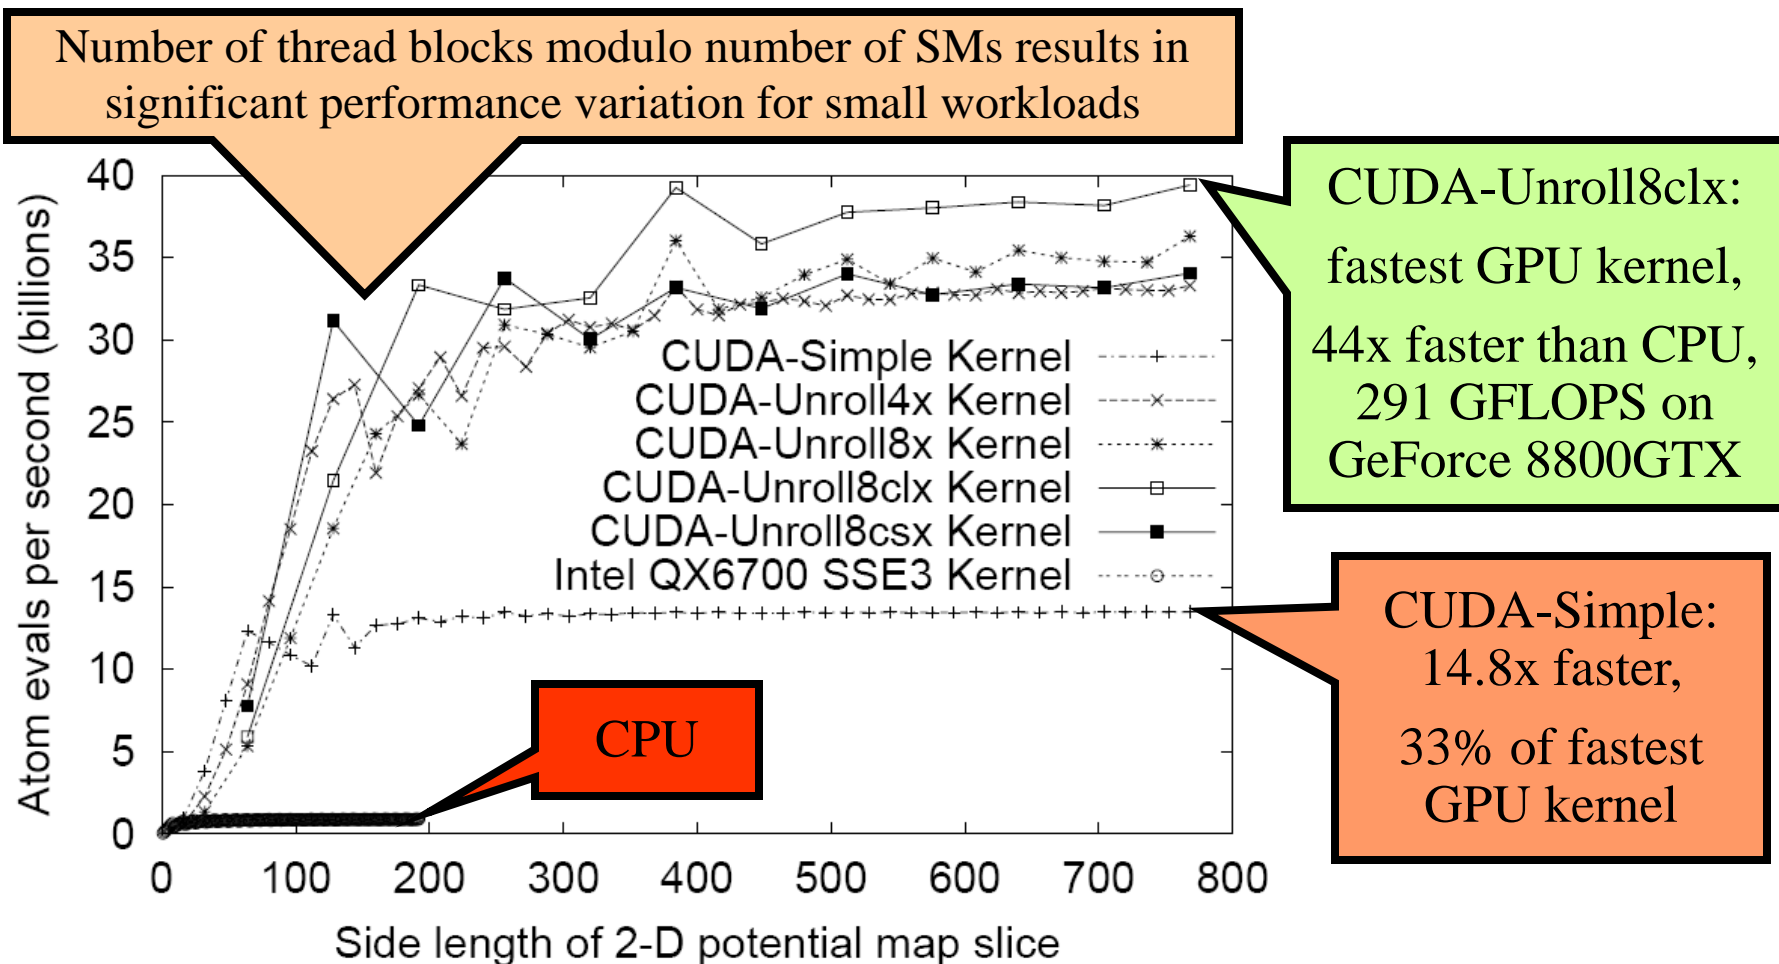 Number of thread blocks modulo number of SMs results in
significant performance variation for small workloads
CUDA-Unroll8clx:
fastest GPU kernel,
44x faster than CPU,
291 GFLOPS on
GeForce 8800GTX
CUDA-Simple:
14.8x faster,
33% of fastest
GPU kernel
CPU
Atom evals per second (billions)
40
35
30
25
20
15
10
5
0
CUDA-Simple Kernel
CUDA-Unroll4x Kernel
CUDA-Unroll8x Kernel
CUDA-Unroll8clx Kernel
CUDA-Unroll8csx Kernel
Intel QX6700 SSE3 Kernel
0 100 200 300 400 500 600 700 800
Side length of 2-D potential map slice